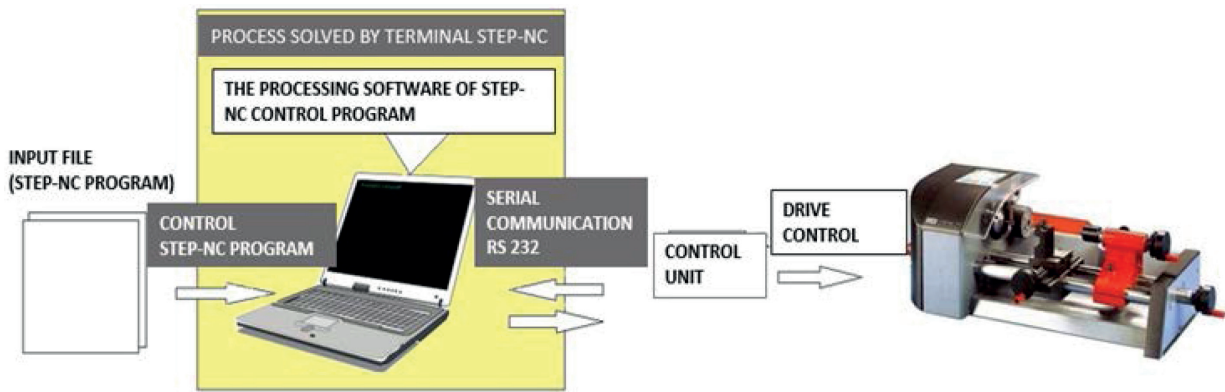 PROCESS SOLVED BY TERMINAL STEP-NC
THE PROCESSING SOFTWARE OF STEP-
NC CONTROL PROGRAM
INPUT FILE
(STEP-NC PROGRAM)
CONTROL
STEP-NC PROGRAM
SERIAL
COMMUNICATION
RS 232
CONTROL
UNIT
DRIVE
CONTROL